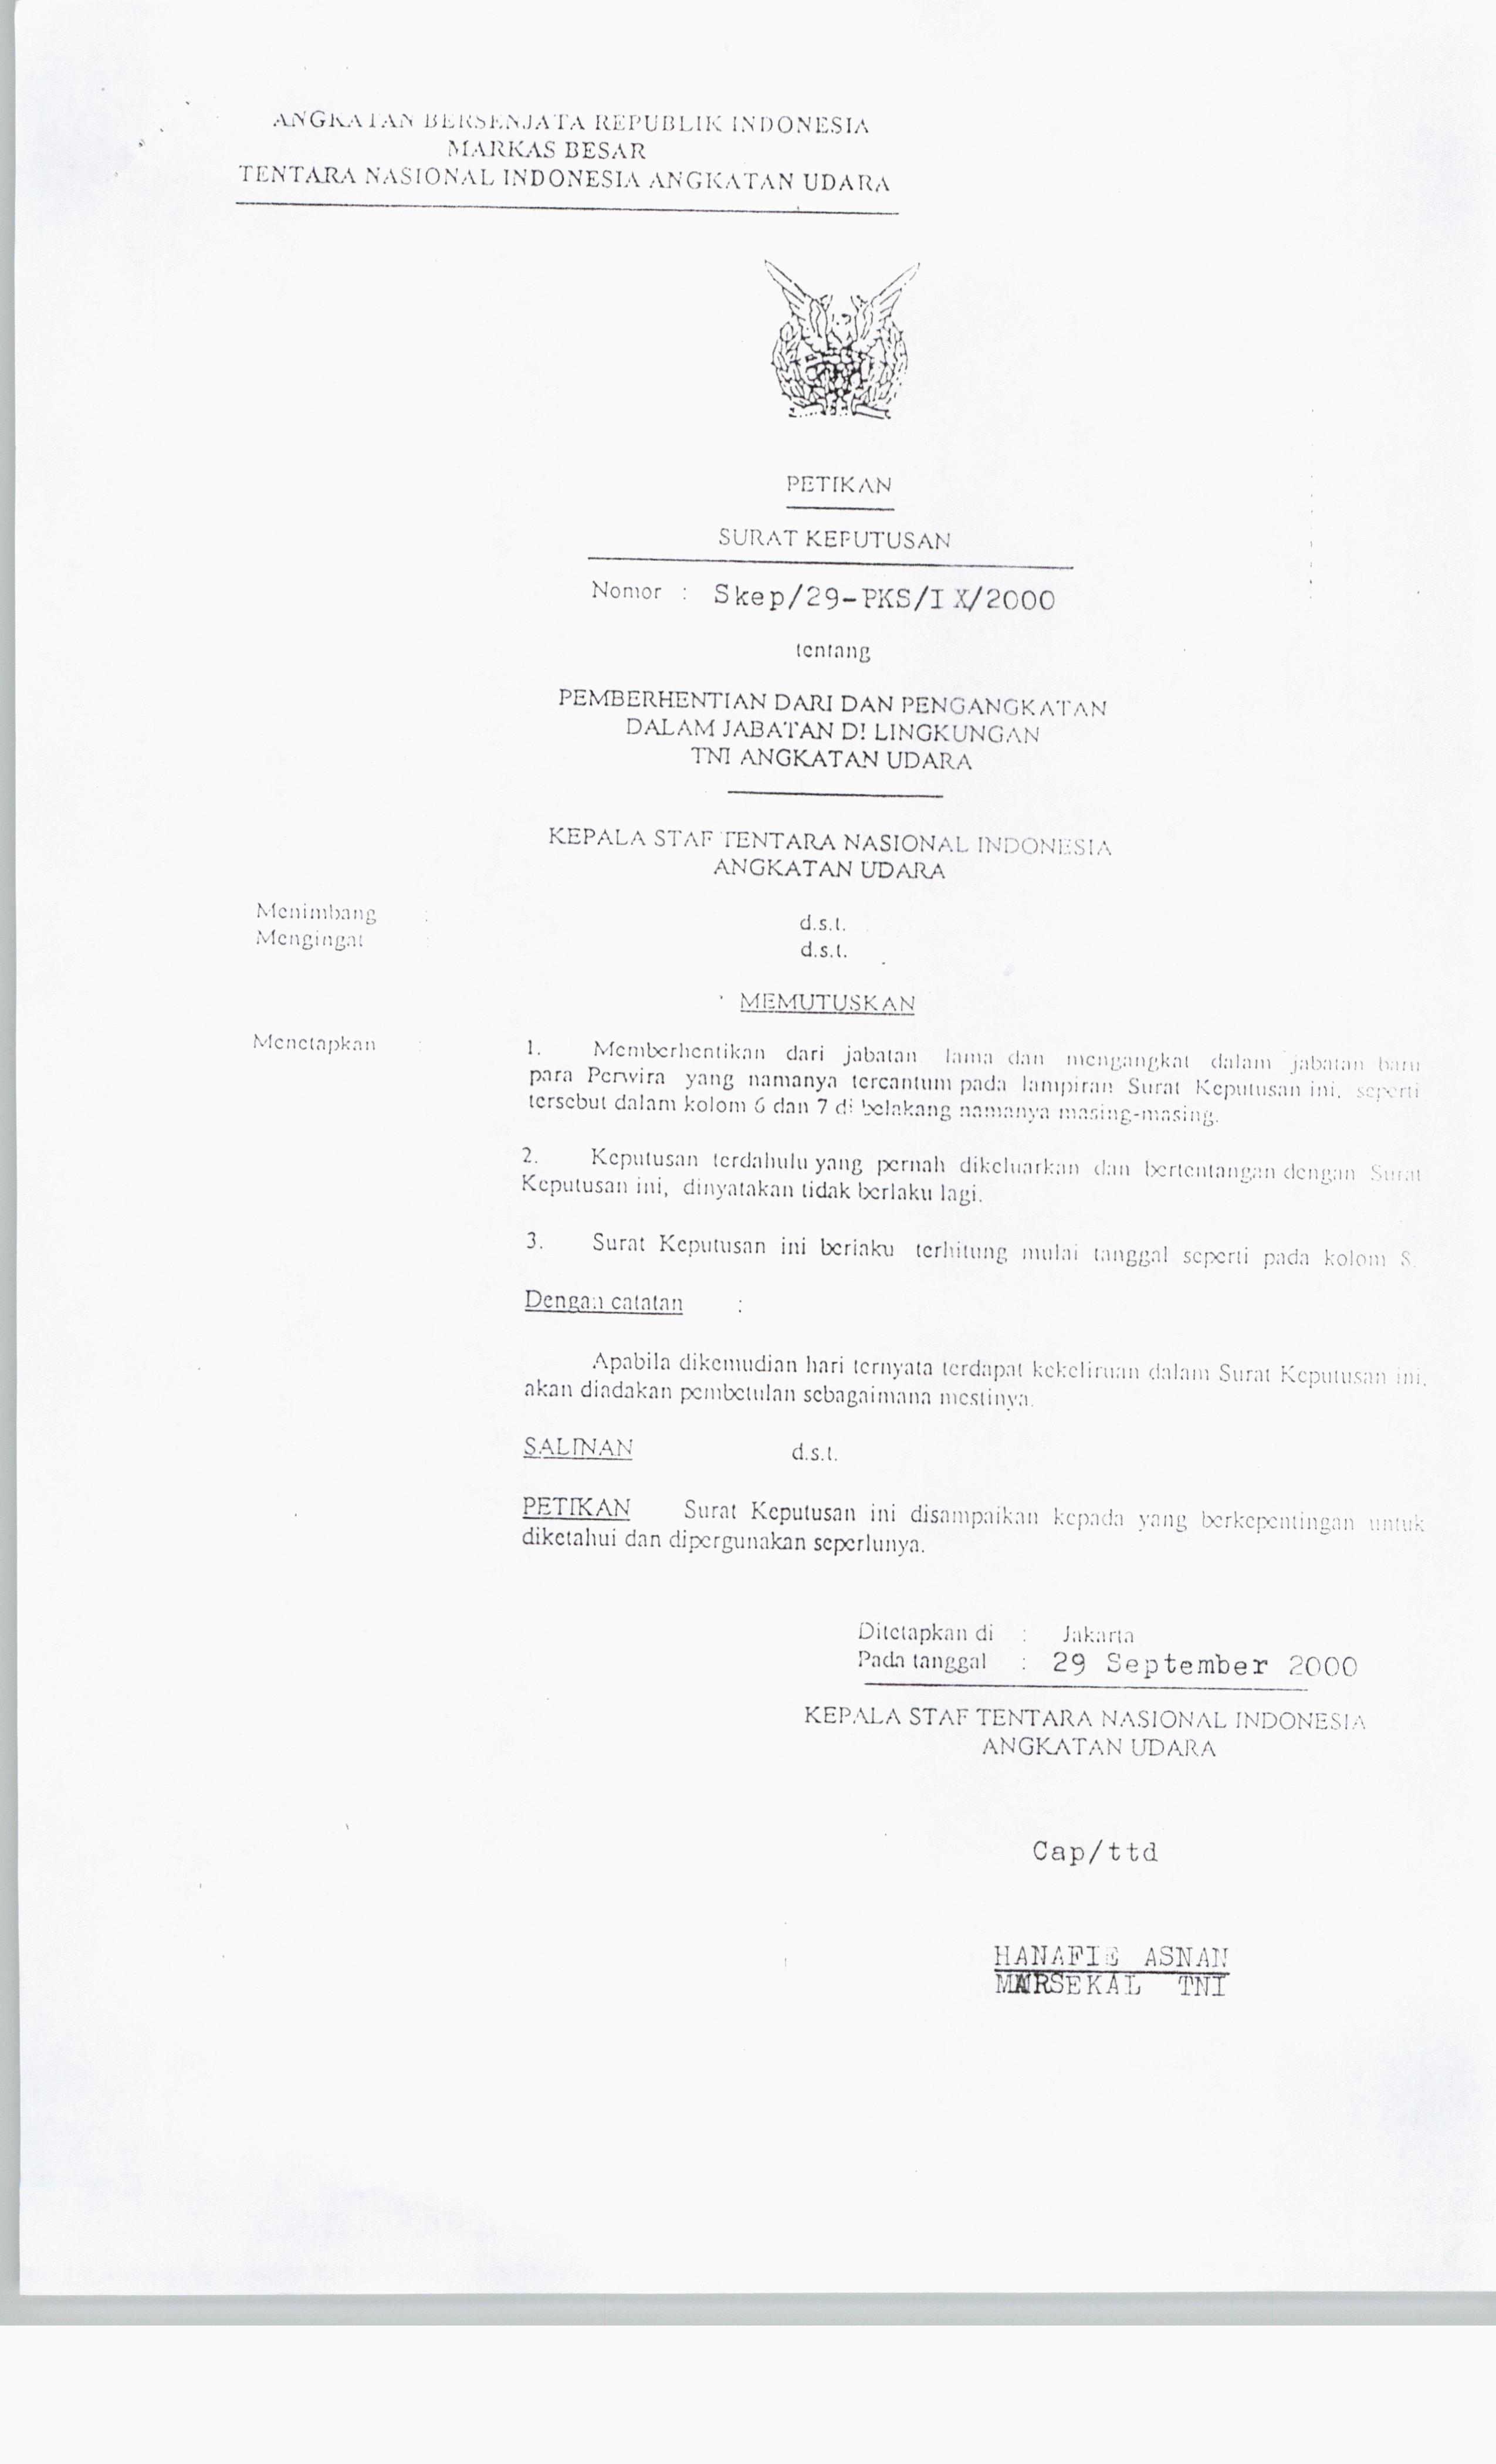 ANGKATAN BERSENJATA REPUBLIK INDONESIA
MARKAS BESAR
TENTARA NASIONAL INDONESIA ANGKATAN UDARA
PETIKAN
SURAT KEPUTUSAN
Nomor : Skep/29-PKS/IX/2000
tentang
PEMBERHENTIAN DARI DAN PENGANGKATAN
DALAM JABATAN DI LINGKUNGAN
TNI ANGKATAN UDARA
KEPALA STAF TENTARA NASIONAL INDONESIA
ANGKATAN UDARA
Menimbang : d.s.t.
Mengingat : d.s.t.
MEMUTUSKAN
Menetapkan : 1. Memberhentikan dari jabatan lama dan mengangkat dalam jabatan baru
para Perwira yang namanya tercantum pada lampiran Surat Keputusan ini, seperti
tersebut dalam kolom 6 dan 7 di belakang namanya masing-masing.
2. Keputusan terdahulu yang pernah dikeluarkan dan bertentangan dengan Surat
Keputusan ini, dinyatakan tidak berlaku lagi.
3. Surat Keputusan ini berlaku terhitung mulai tanggal seperti pada kolom 8.
Dengan catatan :
Apabila dikemudian hari ternyata terdapat kekeliruan dalam Surat Keputusan ini,
akan diadakan pembetulan sebagaimana mestinya.
SALINAN d.s.t.
PETIKAN Surat Keputusan ini disampaikan kepada yang berkepentingan untuk
diketahui dan dipergunakan seperlunya.
Ditetapkan di : Jakarta
Pada tanggal : 29 September 2000
KEPALA STAF TENTARA NASIONAL INDONESIA
ANGKATAN UDARA
Cap/ttd
HANAFIE ASNAN
MARSEKAL TNI